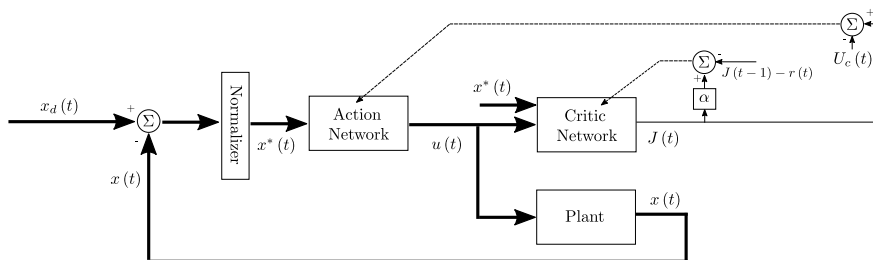 +
Σ
-
U_c (t)
Σ
-
J (t−1) − r (t)
+
α
x_d (t)
+
Σ
-
x (t)
Normalizer
x* (t)
Action
Network
u (t)
x* (t)
Critic
Network
J (t)
Plant
x (t)